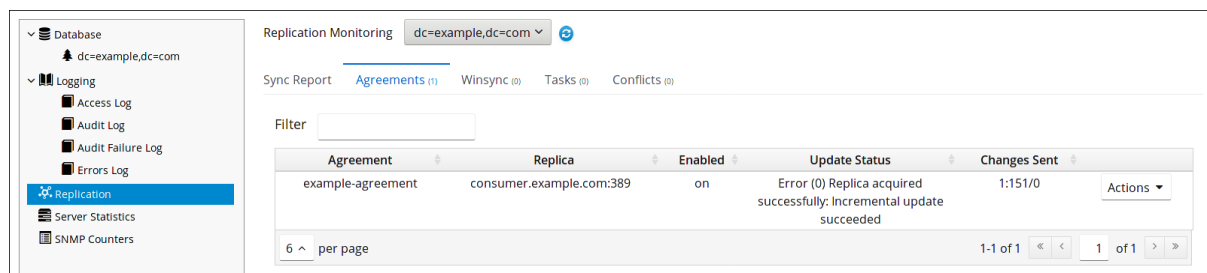 Database
dc=example,dc=com
Logging
Access Log
Audit Log
Audit Failure Log
Errors Log
Replication
Server Statistics
SNMP Counters
Replication Monitoring dc=example,dc=com
Sync Report Agreements (1) Winsync (0) Tasks (0) Conflicts (0)
Filter
Agreement Replica Enabled Update Status Changes Sent
example-agreement consumer.example.com:389 on Error (0) Replica acquired 1:151/0 Actions
successfully: Incremental update
succeeded
6 per page 1-1 of 1 « < 1 of 1 > »